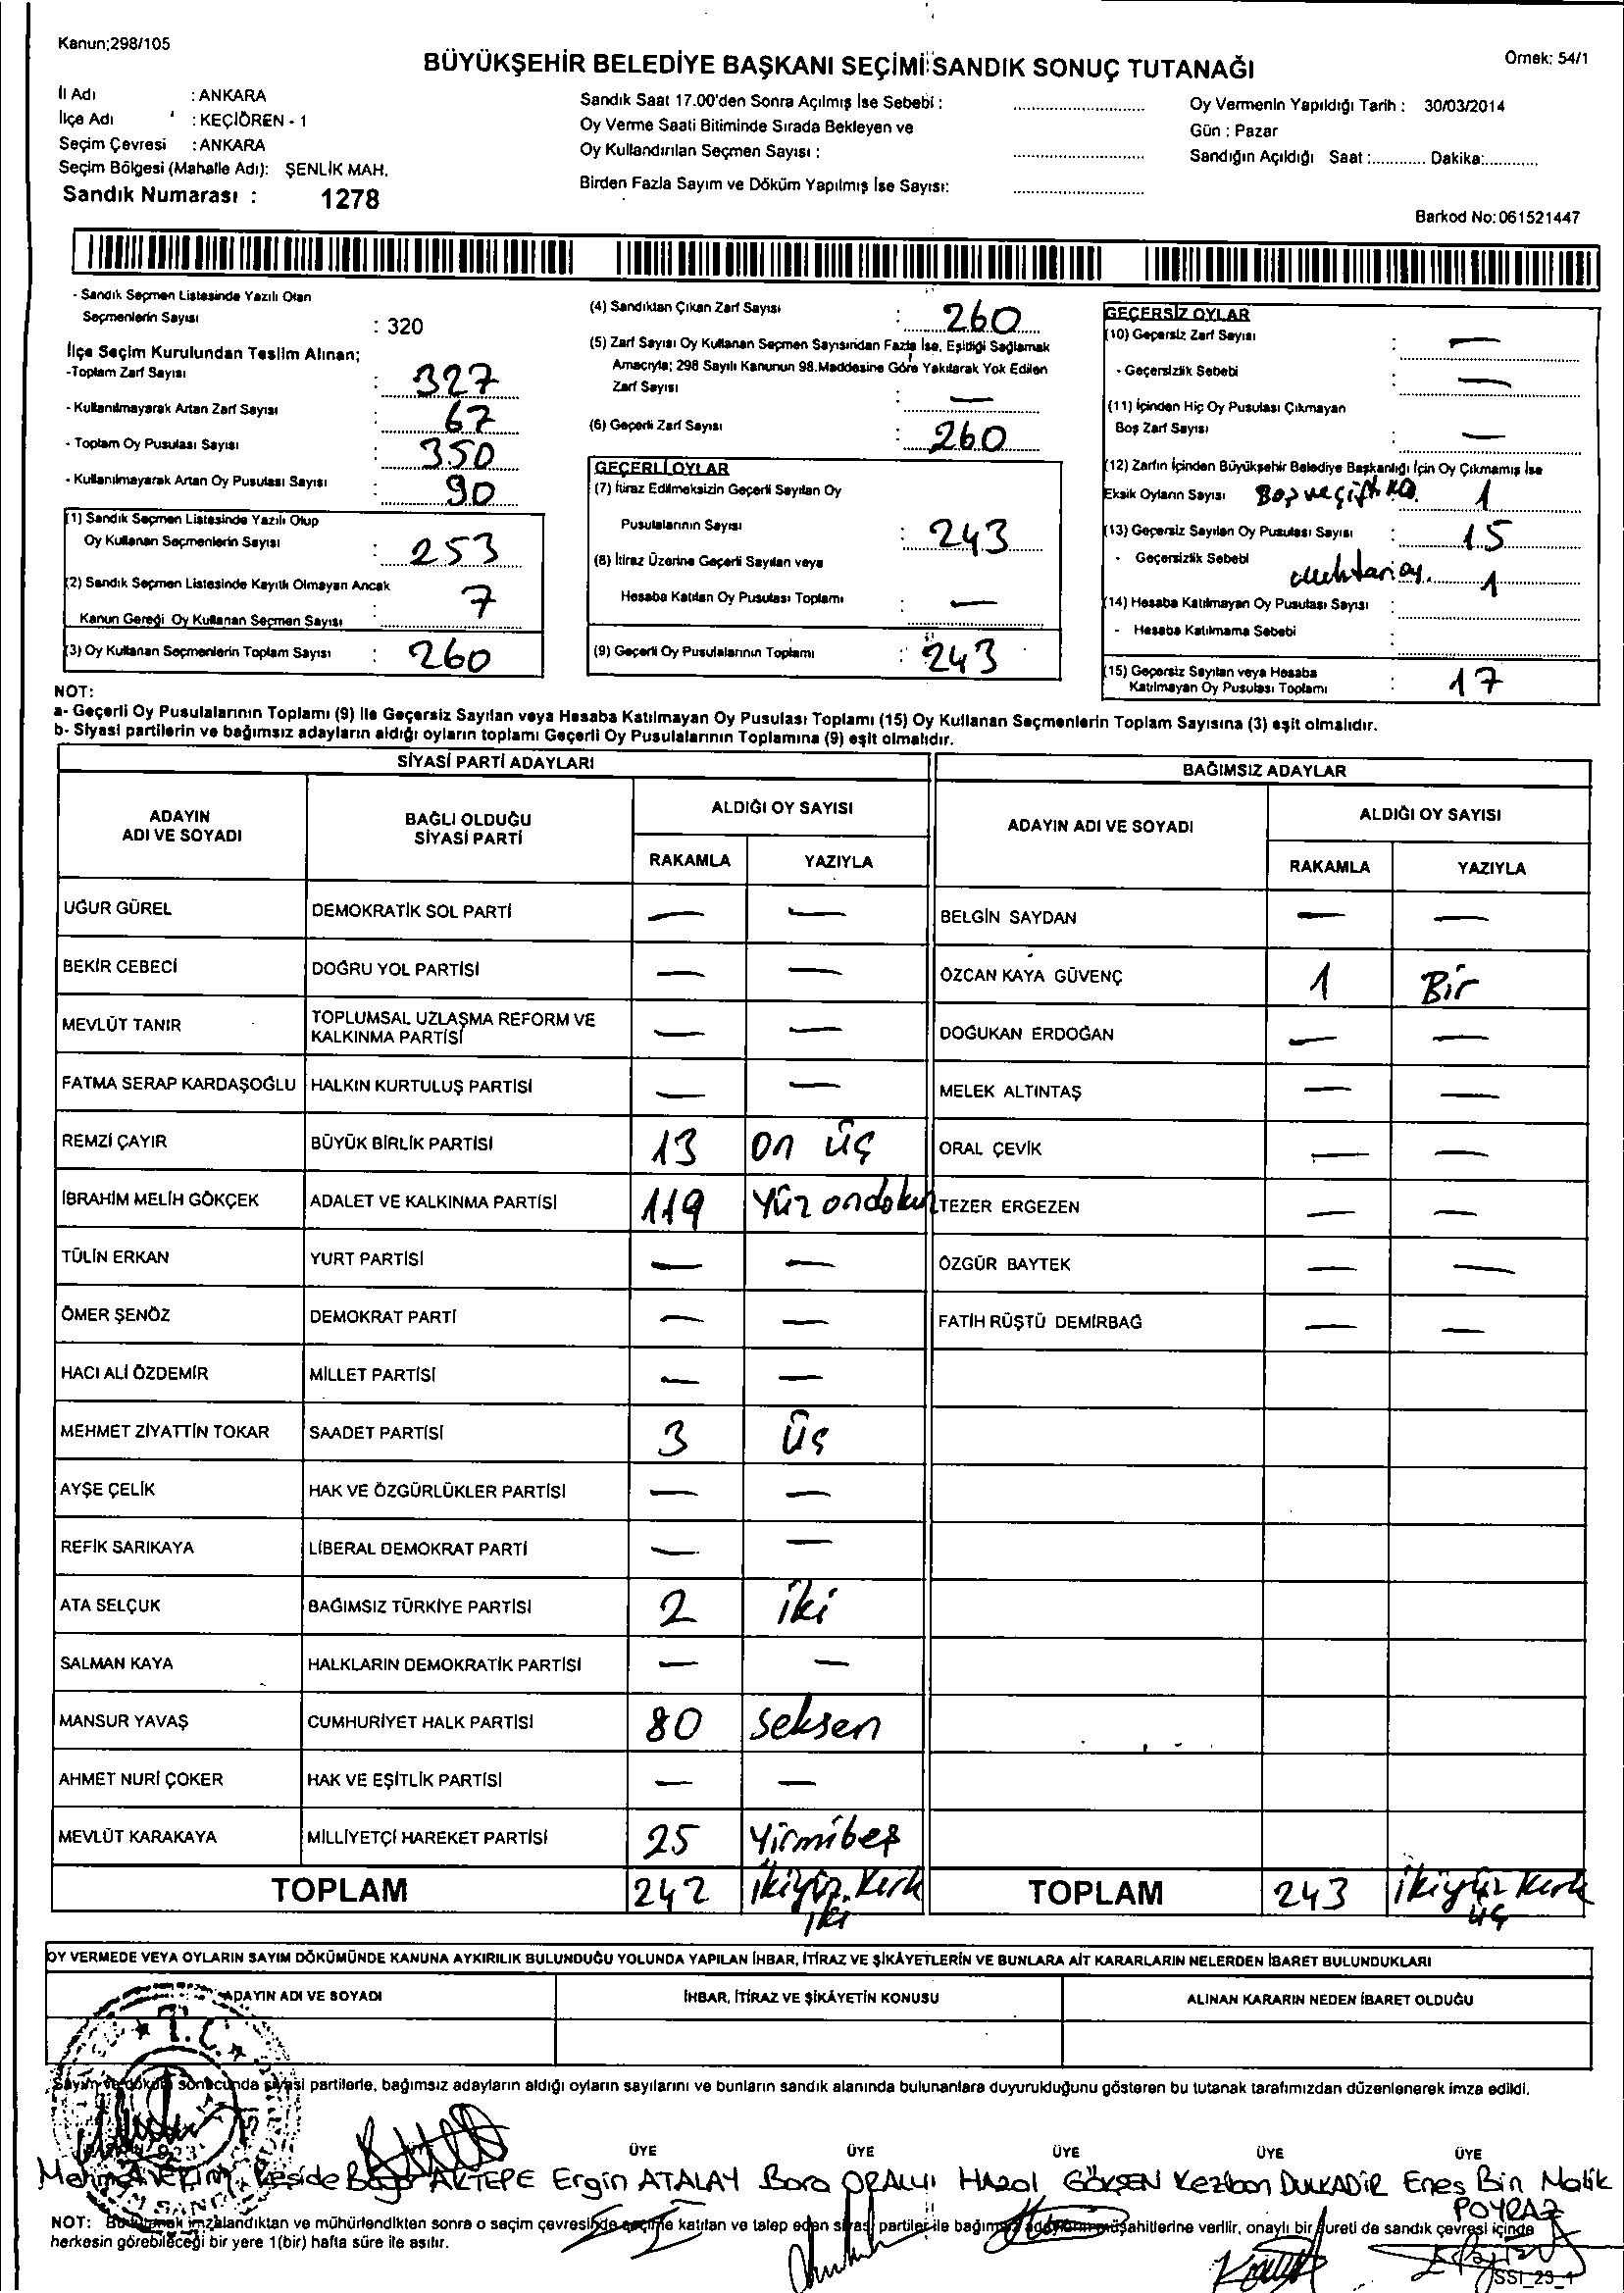 Kanun;298/105
BÜYÜKŞEHİR BELEDİYE BAŞKANI SEÇİMİ SANDIK SONUÇ TUTANAĞI
Örnek: 54/1
İl Adı : ANKARA
İlçe Adı : KEÇİÖREN - 1
Seçim Çevresi : ANKARA
Seçim Bölgesi (Mahalle Adı): ŞENLİK MAH.
Sandık Numarası : 1278
Sandık Saat 17.00'den Sonra Açılmış İse Sebebi : ..............................
Oy Verme Saati Bitiminde Sırada Bekleyen ve
Oy Kullandırılan Seçmen Sayısı : ..............................
Birden Fazla Sayım ve Döküm Yapılmış İse Sayısı: ..............................
Oy Vermenin Yapıldığı Tarih : 30/03/2014
Gün : Pazar
Sandığın Açıldığı Saat :............ Dakika:............
Barkod No:061521447
- Sandık Seçmen Listesinde Yazılı Olan
Seçmenlerin Sayısı : 320
İlçe Seçim Kurulundan Teslim Alınan;
-Toplam Zarf Sayısı : 327
- Kullanılmayarak Artan Zarf Sayısı : 67
- Toplam Oy Pusulası Sayısı : 350
- Kullanılmayarak Artan Oy Pusulası Sayısı : 90
(1) Sandık Seçmen Listesinde Yazılı Olup
Oy Kullanan Seçmenlerin Sayısı : 253
(2) Sandık Seçmen Listesinde Kayıtlı Olmayan Ancak
Kanun Gereği Oy Kullanan Seçmen Sayısı : 7
(3) Oy Kullanan Seçmenlerin Toplam Sayısı : 260
(4) Sandıktan Çıkan Zarf Sayısı : 260
(5) Zarf Sayısı Oy Kullanan Seçmen Sayısından Fazla İse, Eşitliği Sağlamak
Amacıyla; 298 Sayılı Kanunun 98.Maddesine Göre Yakılarak Yok Edilen
Zarf Sayısı : —
(6) Geçerli Zarf Sayısı : 260
GEÇERLİ OYLAR
(7) İtiraz Edilmeksizin Geçerli Sayılan Oy
Pusulalarının Sayısı : 243
(8) İtiraz Üzerine Geçerli Sayılan veya
Hesaba Katılan Oy Pusulası Toplamı : —
(9) Geçerli Oy Pusulalarının Toplamı : 243
GEÇERSİZ OYLAR
(10) Geçersiz Zarf Sayısı : —
- Geçersizlik Sebebi : —
(11) İçinden Hiç Oy Pusulası Çıkmayan
Boş Zarf Sayısı : —
(12) Zarfın İçinden Büyükşehir Belediye Başkanlığı İçin Oy Çıkmamış İse
Eksik Oyların Sayısı Boş ve çift 1
(13) Geçersiz Sayılan Oy Pusulası Sayısı : 15
- Geçersizlik Sebebi 1
(14) Hesaba Katılmayan Oy Pusulası Sayısı :
- Hesaba Katılmama Sebebi :
(15) Geçersiz Sayılan veya Hesaba
Katılmayan Oy Pusulası Toplamı : 17
NOT:
a- Geçerli Oy Pusulalarının Toplamı (9) ile Geçersiz Sayılan veya Hesaba Katılmayan Oy Pusulası Toplamı (15) Oy Kullanan Seçmenlerin Toplam Sayısına (3) eşit olmalıdır.
b- Siyasi partilerin ve bağımsız adayların aldığı oyların toplamı Geçerli Oy Pusulalarının Toplamına (9) eşit olmalıdır.
SİYASİ PARTİ ADAYLARI
ADAYIN ADI VE SOYADI
BAĞLI OLDUĞU SİYASİ PARTİ
ALDIĞI OY SAYISI
RAKAMLA YAZIYLA
UĞUR GÜREL DEMOKRATİK SOL PARTİ — —
BEKİR CEBECİ DOĞRU YOL PARTİSİ — —
MEVLÜT TANIR TOPLUMSAL UZLAŞMA REFORM VE KALKINMA PARTİSİ — —
FATMA SERAP KARDAŞOĞLU HALKIN KURTULUŞ PARTİSİ — —
REMZİ ÇAYIR BÜYÜK BİRLİK PARTİSİ 13 on üç
İBRAHİM MELİH GÖKÇEK ADALET VE KALKINMA PARTİSİ 119 Yüz ondokuz
TÜLİN ERKAN YURT PARTİSİ — —
ÖMER ŞENÖZ DEMOKRAT PARTİ — —
HACI ALİ ÖZDEMİR MİLLET PARTİSİ — —
MEHMET ZİYATTİN TOKAR SAADET PARTİSİ 3 Üç
AYŞE ÇELİK HAK VE ÖZGÜRLÜKLER PARTİSİ — —
REFİK SARIKAYA LİBERAL DEMOKRAT PARTİ — —
ATA SELÇUK BAĞIMSIZ TÜRKİYE PARTİSİ 2 iki
SALMAN KAYA HALKLARIN DEMOKRATİK PARTİSİ — —
MANSUR YAVAŞ CUMHURİYET HALK PARTİSİ 80 Seksen
AHMET NURİ ÇOKER HAK VE EŞİTLİK PARTİSİ — —
MEVLÜT KARAKAYA MİLLİYETÇİ HAREKET PARTİSİ 25 Yirmibeş
TOPLAM 242 ikiyüz Kırk iki
BAĞIMSIZ ADAYLAR
ADAYIN ADI VE SOYADI
ALDIĞI OY SAYISI
RAKAMLA YAZIYLA
BELGİN SAYDAN — —
ÖZCAN KAYA GÜVENÇ 1 Bir
DOĞUKAN ERDOĞAN — —
MELEK ALTINTAŞ — —
ORAL ÇEVİK — —
TEZER ERGEZEN — —
ÖZGÜR BAYTEK — —
FATİH RÜŞTÜ DEMİRBAĞ — —
TOPLAM 243 ikiyüz Kırk üç
OY VERMEDE VEYA OYLARIN SAYIM DÖKÜMÜNDE KANUNA AYKIRILIK BULUNDUĞU YOLUNDA YAPILAN İHBAR, İTİRAZ VE ŞİKÂYETLERİN VE BUNLARA AİT KARARLARIN NELERDEN İBARET BULUNDUKLARI
ADAYIN ADI VE SOYADI
İHBAR, İTİRAZ VE ŞİKÂYETİN KONUSU
ALINAN KARARIN NEDEN İBARET OLDUĞU
T.C.
Sayım ve döküm sonucunda siyasi partilerle, bağımsız adayların aldığı oyların sayılarını ve bunların sandık alanında bulunanlara duyurulduğunu gösteren bu tutanak tarafımızdan düzenlenerek imza edildi.
ÜYE ÜYE ÜYE ÜYE ÜYE
AKTEPE Ergin ATALAY Bora ORALLI Hazal GÖKŞEN Kezban DULKADİR Enes Bin Malik
POYRAZ
NOT: Bu tutanak imzalandıktan ve mühürlendikten sonra o seçim çevresinde seçime katılan ve talep eden siyasi partiler ile bağımsız adayların müşahitlerine verilir, onaylı bir sureti de sandık çevresi içinde
herkesin görebileceği bir yere 1(bir) hafta süre ile asılır.
SSI_23_1